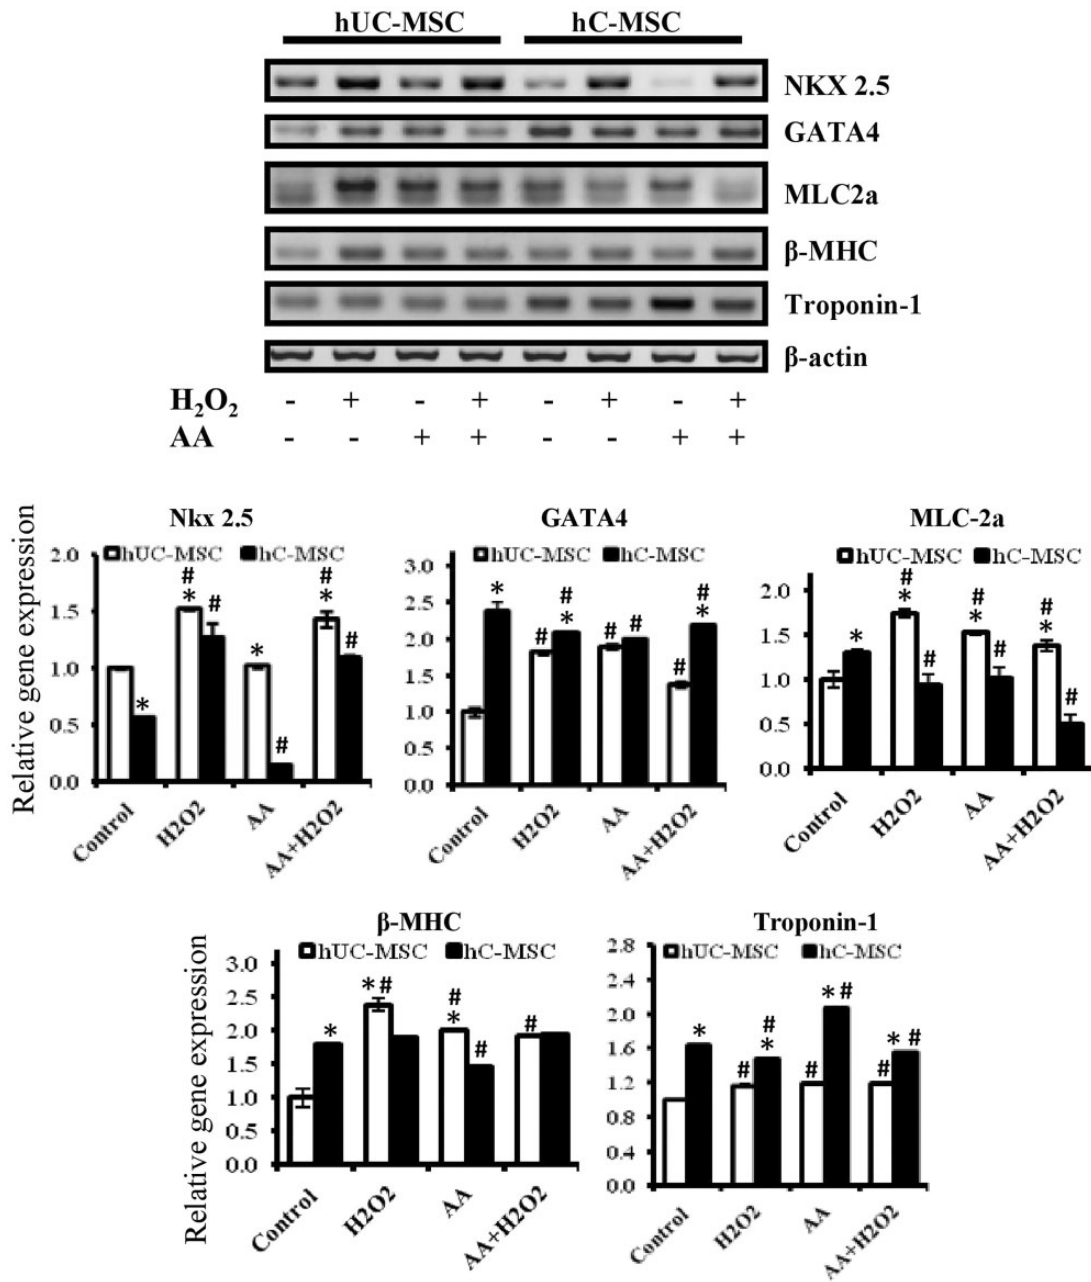 hUC-MSC hC-MSC
NKX 2.5
GATA4
MLC2a
β-MHC
Troponin-1
β-actin
H₂O₂ - + - + - + - +
AA - - + + - - + +
Nkx 2.5
Relative gene expression
hUC-MSC hC-MSC
2.0
1.5
1.0
0.5
0.0
# * # * # * # * #
Control H2O2 AA AA+H2O2
GATA4
hUC-MSC hC-MSC
3.0
2.5
2.0
1.5
1.0
0.5
0.0
* # # * # # # # *
Control H2O2 AA AA+H2O2
MLC-2a
hUC-MSC hC-MSC
2.0
1.5
1.0
0.5
0.0
* # * # # * # # * #
Control H2O2 AA AA+H2O2
β-MHC
Relative gene expression
hUC-MSC hC-MSC
3.0
2.5
2.0
1.5
1.0
0.5
0.0
* * # # * # #
Control H2O2 AA AA+H2O2
Troponin-1
hUC-MSC hC-MSC
2.8
2.4
2.0
1.6
1.2
0.8
0.4
0.0
* # # * # * # # * #
Control H2O2 AA AA+H2O2